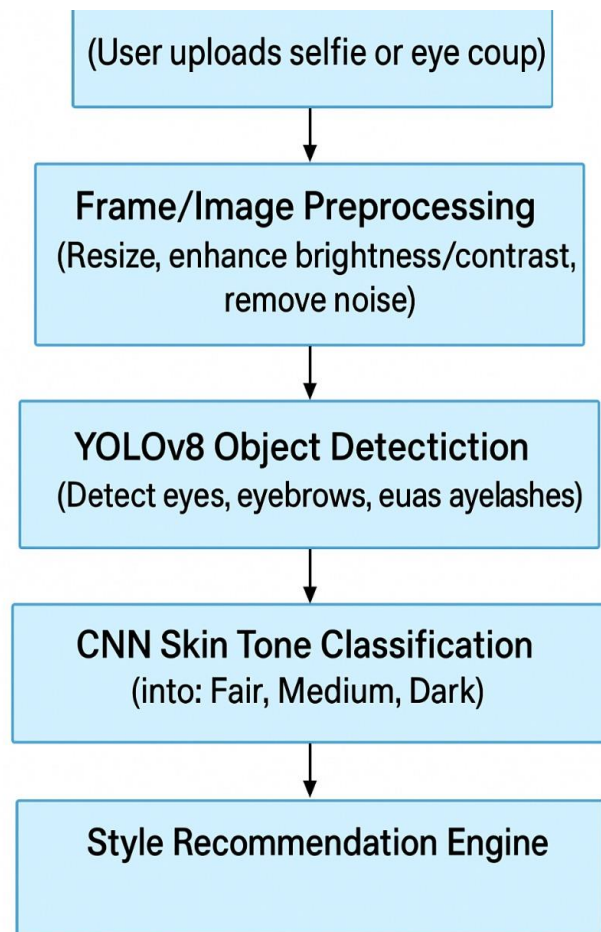 (User uploads selfie or eye coup)
Frame/Image Preprocessing
(Resize, enhance brightness/contrast,
remove noise)
YOLOv8 Object Detectiction
(Detect eyes, eyebrows, euas ayelashes)
CNN Skin Tone Classification
(into: Fair, Medium, Dark)
Style Recommendation Engine